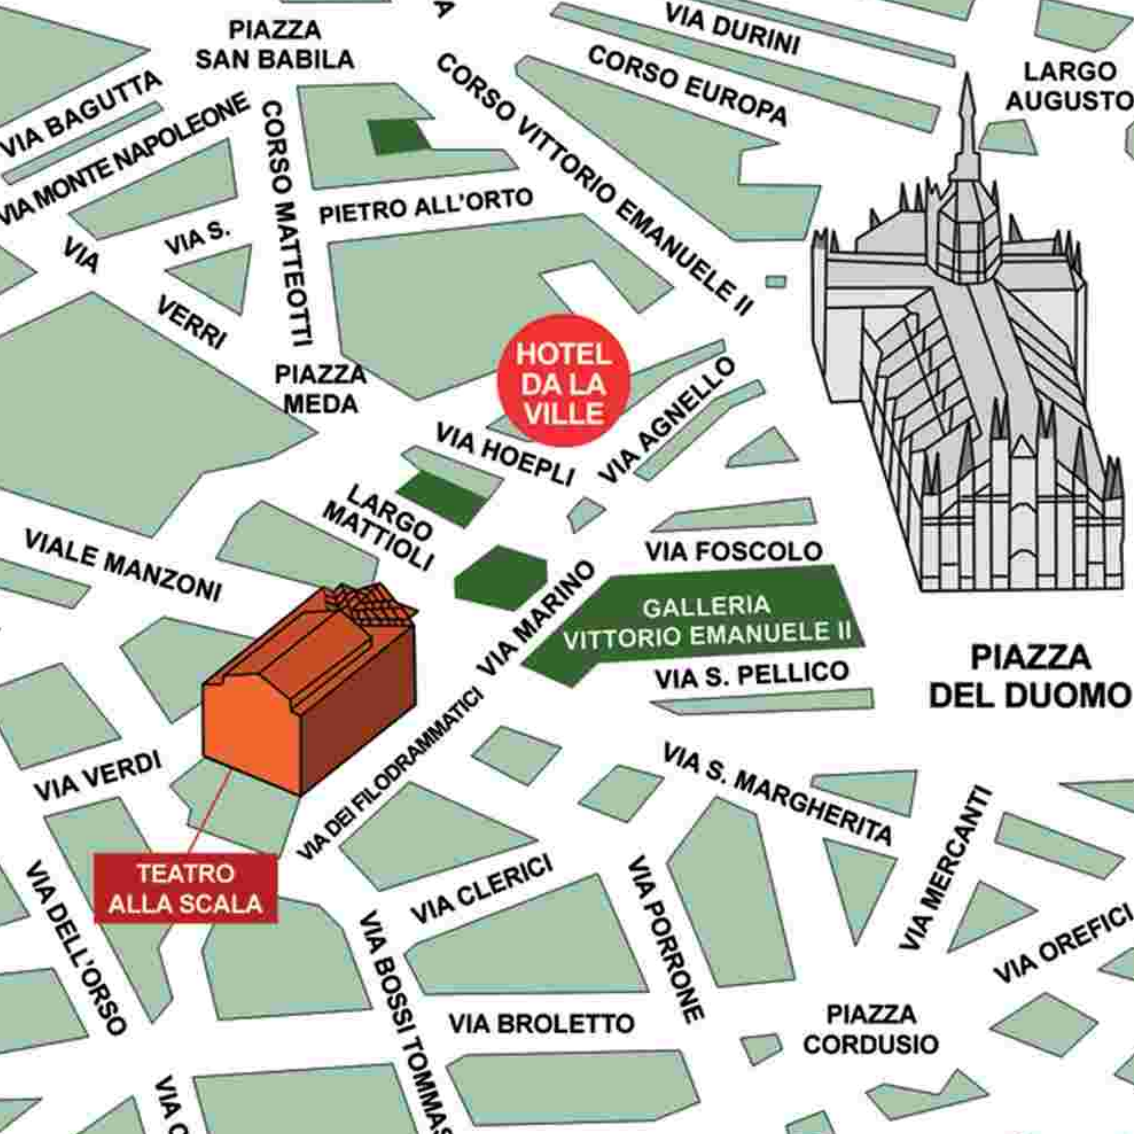 PIAZZA
SAN BABILA
VIA DURINI
CORSO EUROPA
LARGO
AUGUSTO
VIA BAGUTTA
VIA MONTE NAPOLEONE
CORSO MATTEOTTI
CORSO VITTORIO EMANUELE II
PIETRO ALL'ORTO
VIA S.
VIA
VERRI
PIAZZA
MEDA
HOTEL
DA LA
VILLE
VIA AGNELLO
VIA HOEPLI
LARGO
MATTIOLI
VIALE MANZONI
VIA FOSCOLO
VIA MARINO
GALLERIA
VITTORIO EMANUELE II
VIA S. PELLICO
PIAZZA
DEL DUOMO
VIA DEI FILODRAMMATICI
VIA VERDI
VIA S. MARGHERITA
VIA MERCANTI
TEATRO
ALLA SCALA
VIA DELL'ORSO
VIA CLERICI
VIA PORRONE
VIA OREFICI
VIA BOSSI TOMMAS
VIA BROLETTO
PIAZZA
CORDUSIO
VIA